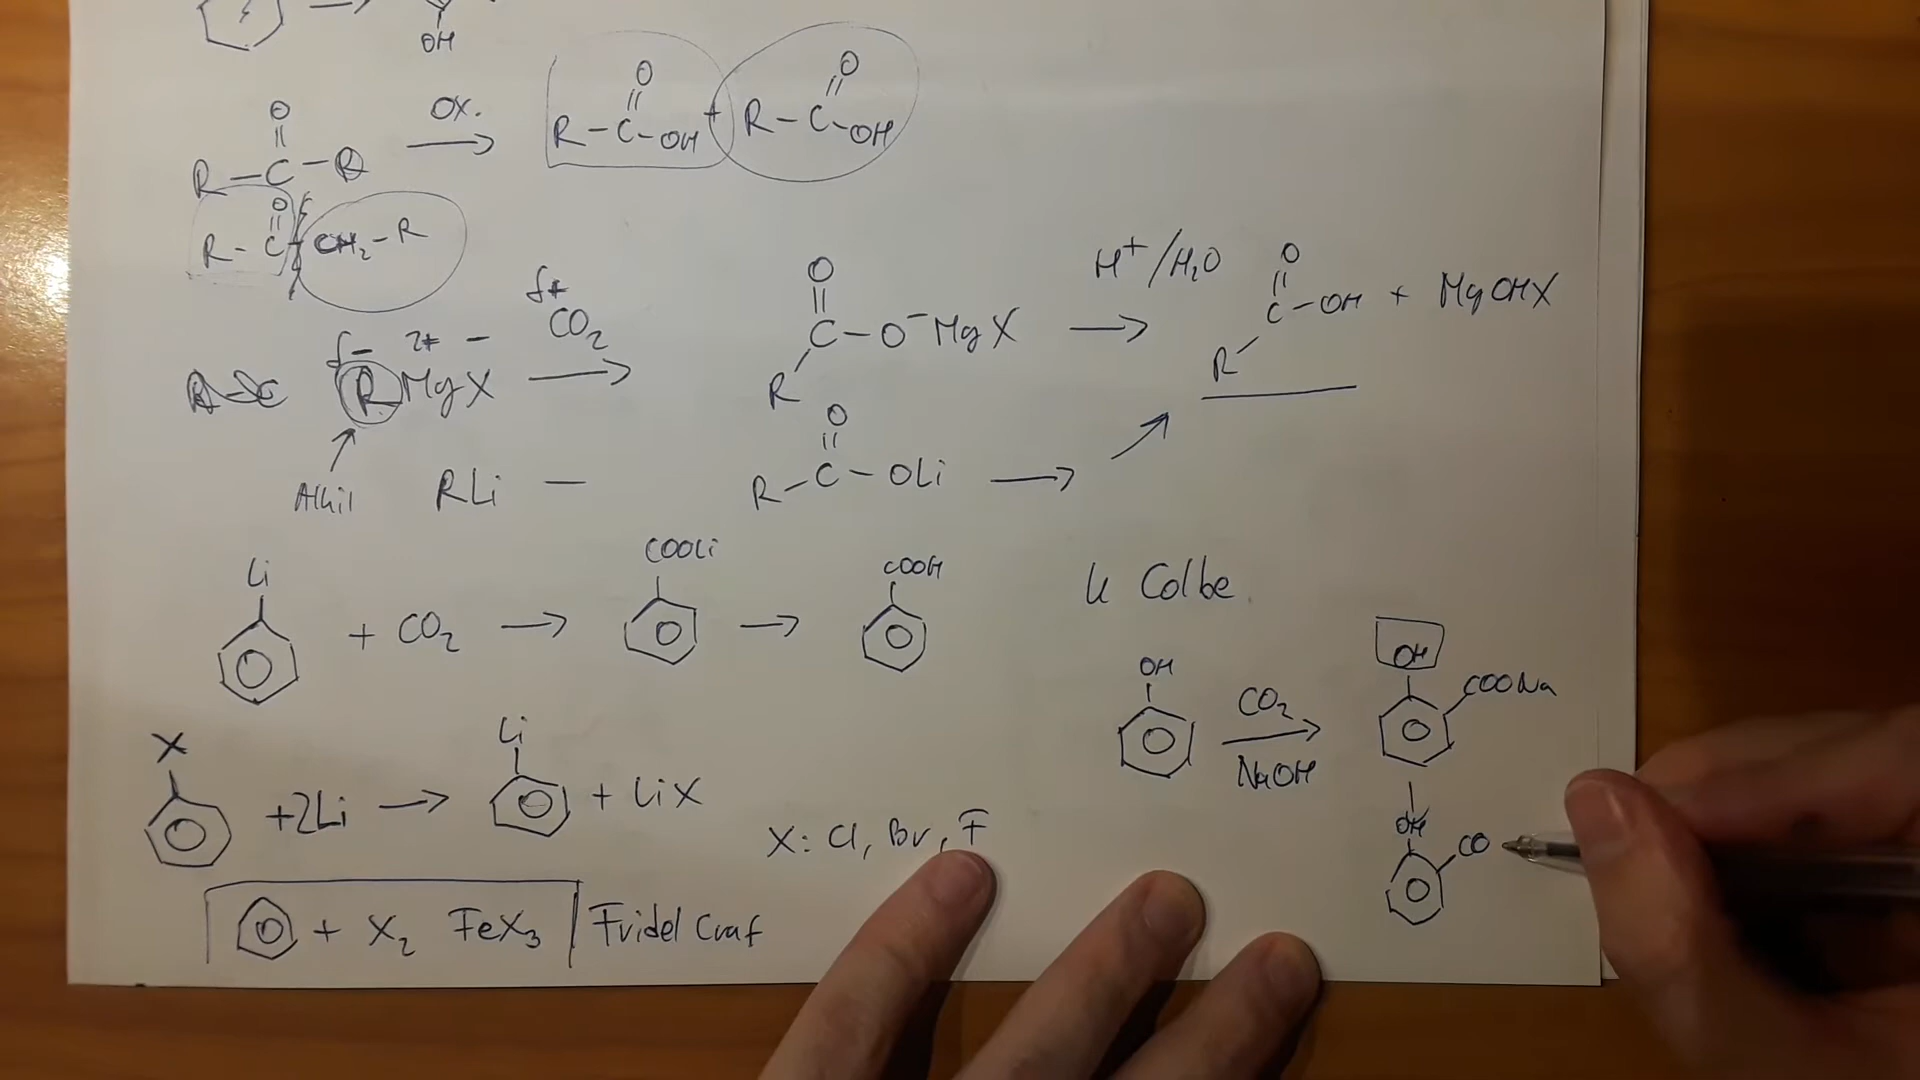 OH
O O
OX.
R-C-OH + R-C-OH
O
R-C-R
O
R-C-CH₂-R
δ+
CO₂
δ- 2+ -
R MgX
O
C-O⁻MgX
R
H⁺/H₂O
O
C-OH + MgOHX
R
Alkil
RLi -
O
R-C-OLi
Li
+ CO₂
COOLi
COOH
Colbe
OH
CO₂
NaOH
OH
COONa
OH
CO
X
+2Li
Li
+ LiX
X: Cl, Br, F
+ X₂ FeX₃ Fridel Craf